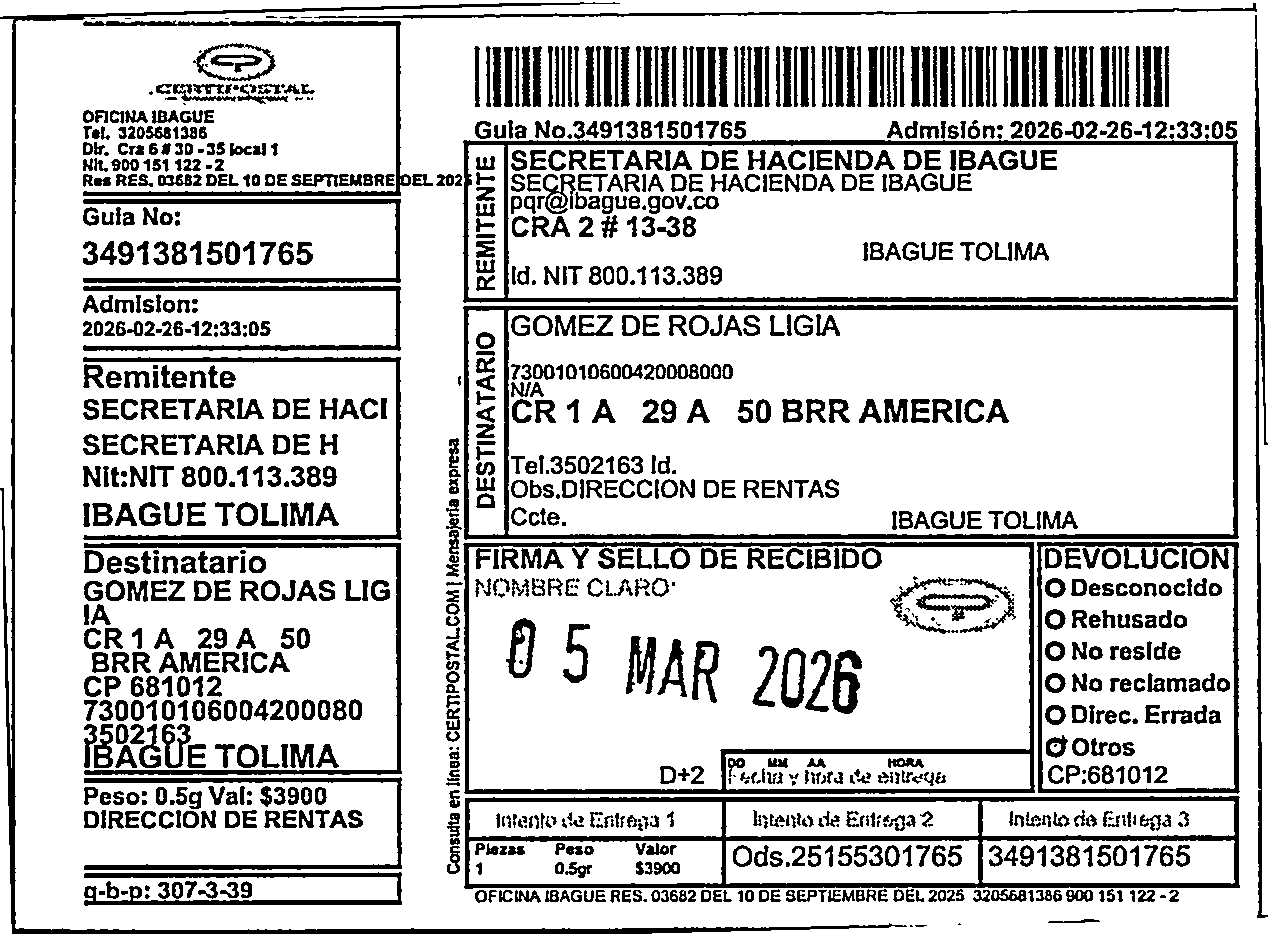 CERTIPOSTAL
OFICINA IBAGUE
Tel. 3205681386
Dir. Cra 6 # 30 - 35 local 1
Nit. 900 151 122 - 2
Res RES. 03682 DEL 10 DE SEPTIEMBRE DEL 2025
Guia No:
3491381501765
Admision:
2026-02-26-12:33:05
Remitente
SECRETARIA DE HACI
SECRETARIA DE H
Nit:NIT 800.113.389
IBAGUE TOLIMA
Destinatario
GOMEZ DE ROJAS LIG
IA
CR 1 A 29 A 50
BRR AMERICA
CP 681012
730010106004200080
3502163
IBAGUE TOLIMA
Peso: 0.5g Val: $3900
DIRECCION DE RENTAS
q-b-p: 307-3-39
Consulta en línea: CERTIPOSTAL.COM | Mensajería expresa
Guia No.3491381501765 Admisión: 2026-02-26-12:33:05
REMITENTE
SECRETARIA DE HACIENDA DE IBAGUE
SECRETARIA DE HACIENDA DE IBAGUE
pqr@ibague.gov.co
CRA 2 # 13-38
IBAGUE TOLIMA
Id. NIT 800.113.389
DESTINATARIO
GOMEZ DE ROJAS LIGIA
73001010600420008000
N/A
CR 1 A 29 A 50 BRR AMERICA
Tel.3502163 Id.
Obs.DIRECCION DE RENTAS
Ccte. IBAGUE TOLIMA
FIRMA Y SELLO DE RECIBIDO
NOMBRE CLARO:
05 MAR 2026
D+2
DD MM AA HORA
Fecha y hora de entrega
DEVOLUCION
Desconocido
Rehusado
No reside
No reclamado
Direc. Errada
Otros
CP:681012
Intento de Entrega 1 Intento de Entrega 2 Intento de Entrega 3
Piezas Peso Valor
1 0.5gr $3900
Ods.25155301765 3491381501765
OFICINA IBAGUE RES. 03682 DEL 10 DE SEPTIEMBRE DEL 2025 3205681386 900 151 122 - 2